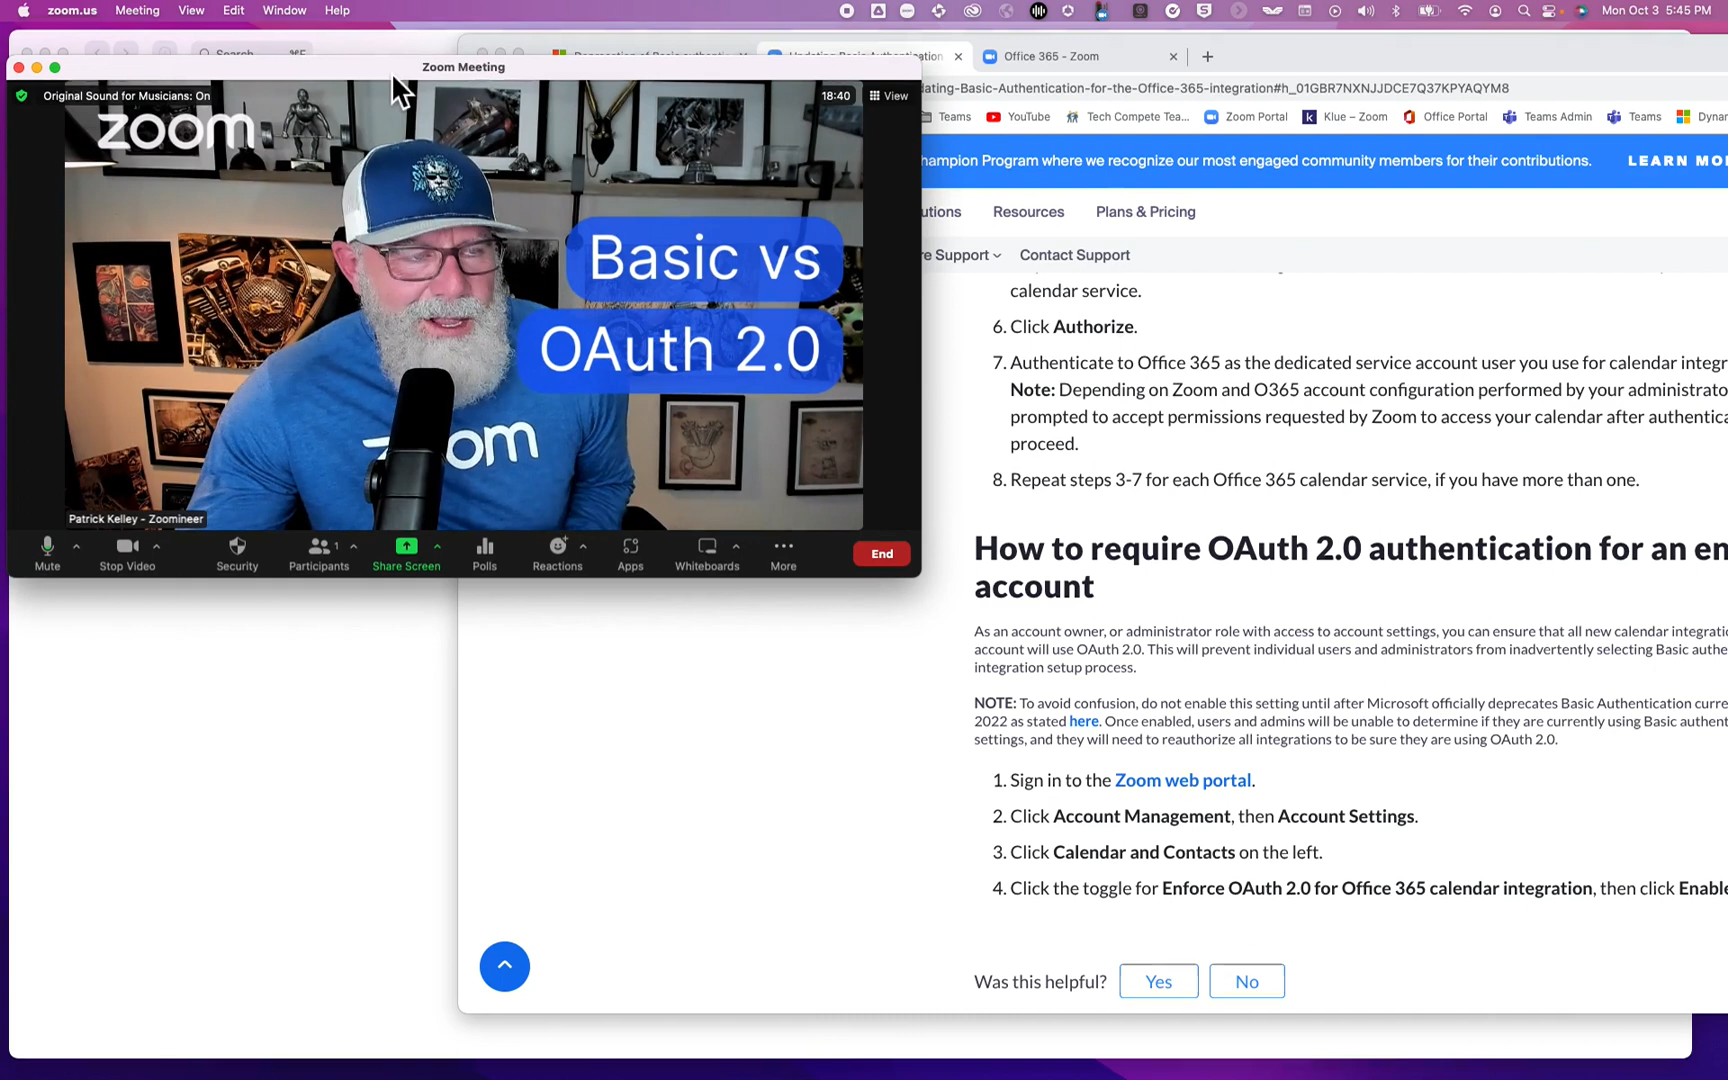 zoom.us Meeting View Edit Window Help Mon Oct 3 5:45 PM
Search
Updating Basic Authentication
Office 365 - Zoom
Zoom Meeting
dating-Basic-Authentication-for-the-Office-365-integration#h_01GBR7NXNJJDCE7Q37KPYAQYM8
Original Sound for Musicians: On
18:40
View
Teams YouTube Tech Compete Tea... Zoom Portal Klue – Zoom Office Portal Teams Admin Teams Dynar
zoom
hampion Program where we recognize our most engaged community members for their contributions. LEARN MO
utions Resources Plans & Pricing
re Support Contact Support
Basic vs
OAuth 2.0
zoom
calendar service.
6. Click Authorize.
7. Authenticate to Office 365 as the dedicated service account user you use for calendar integr
Note: Depending on Zoom and O365 account configuration performed by your administrato
prompted to accept permissions requested by Zoom to access your calendar after authentica
proceed.
8. Repeat steps 3-7 for each Office 365 calendar service, if you have more than one.
Patrick Kelley - Zoomineer
Mute Stop Video Security Participants 1 Share Screen Polls Reactions Apps Whiteboards More End
How to require OAuth 2.0 authentication for an en
account
As an account owner, or administrator role with access to account settings, you can ensure that all new calendar integrati
account will use OAuth 2.0. This will prevent individual users and administrators from inadvertently selecting Basic authe
integration setup process.
NOTE: To avoid confusion, do not enable this setting until after Microsoft officially deprecates Basic Authentication curre
2022 as stated here. Once enabled, users and admins will be unable to determine if they are currently using Basic authent
settings, and they will need to reauthorize all integrations to be sure they are using OAuth 2.0.
1. Sign in to the Zoom web portal.
2. Click Account Management, then Account Settings.
3. Click Calendar and Contacts on the left.
4. Click the toggle for Enforce OAuth 2.0 for Office 365 calendar integration, then click Enable
Was this helpful? Yes No